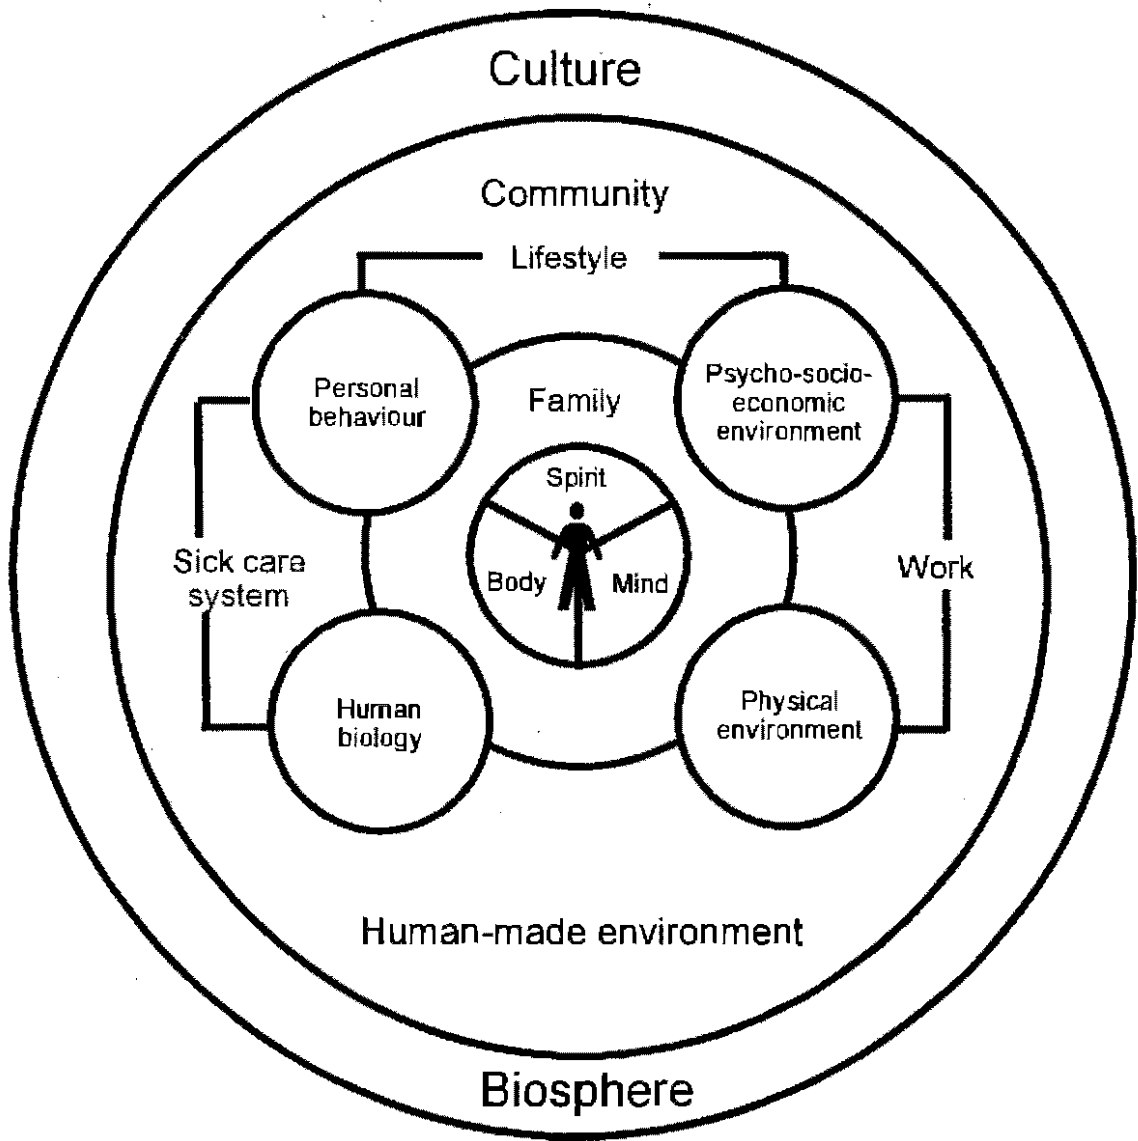 Culture
Community
Lifestyle
Personal
behaviour
Family
Psycho-socio-
economic
environment
Spirit
Body
Mind
Sick care
system
Work
Human
biology
Physical
environment
Human-made environment
Biosphere